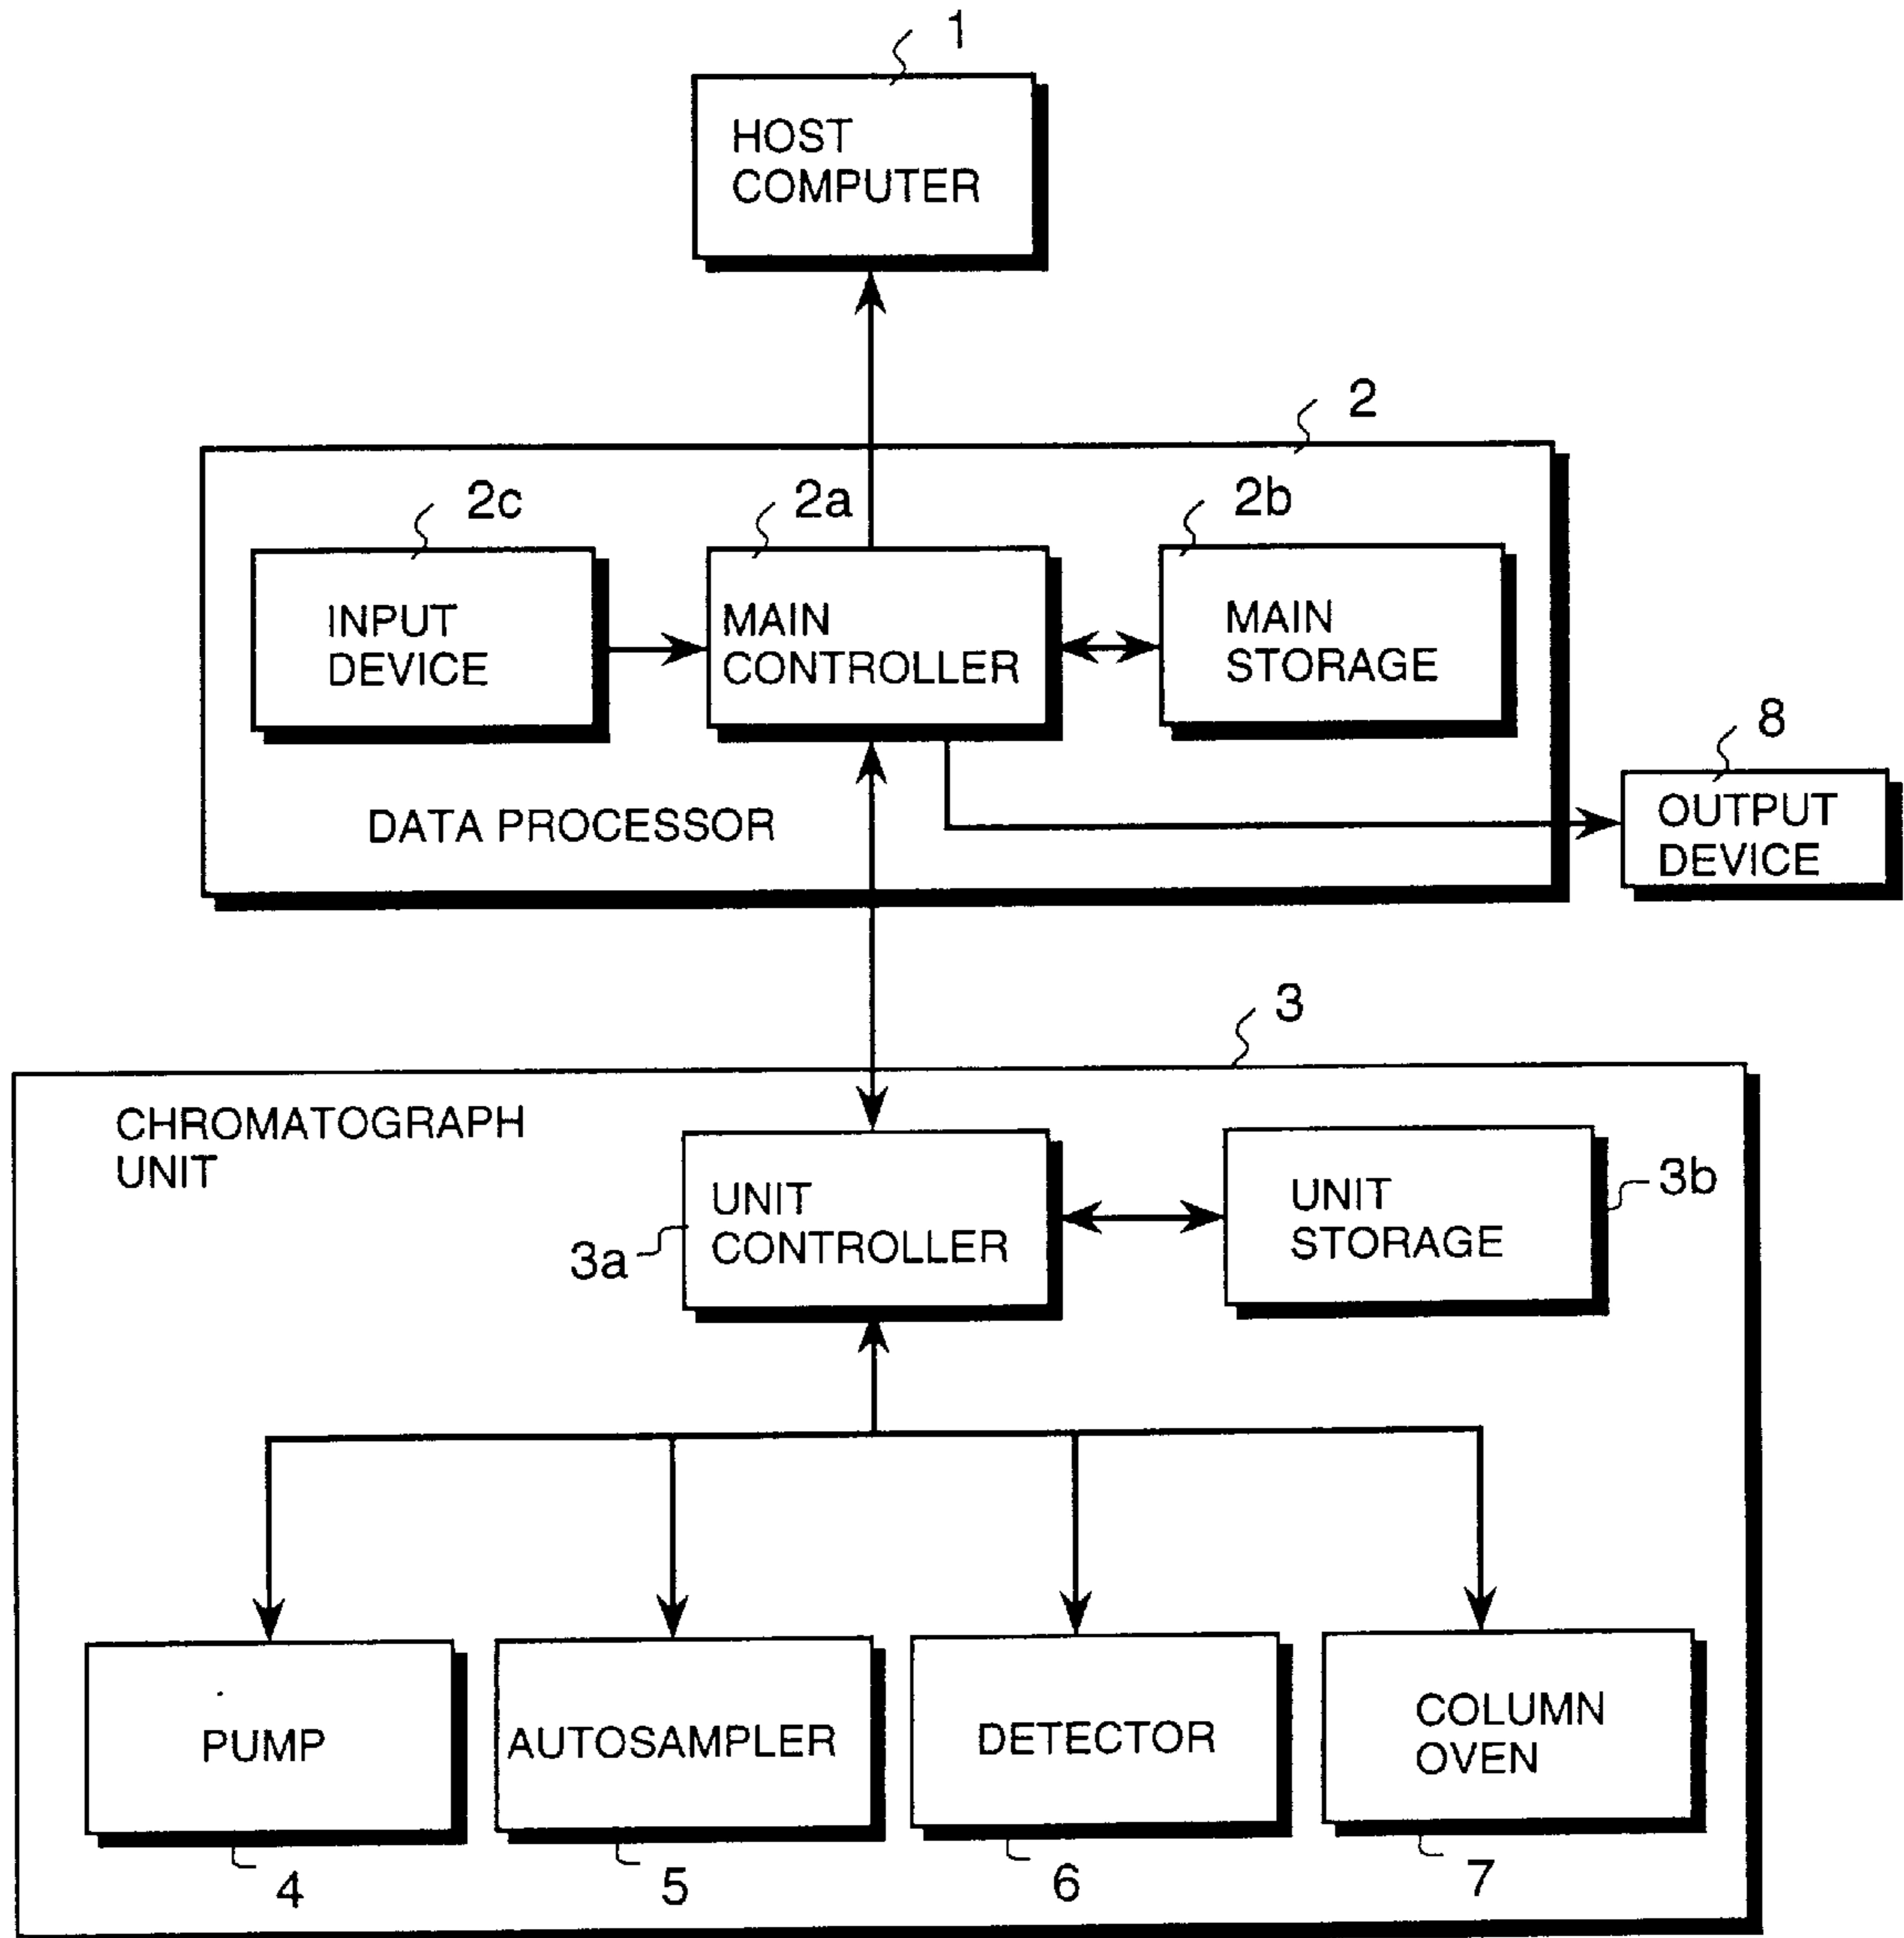 1
HOST
COMPUTER
2
2c
2a
2b
INPUT
DEVICE
MAIN
CONTROLLER
MAIN
STORAGE
8
DATA PROCESSOR
OUTPUT
DEVICE
3
CHROMATOGRAPH
UNIT
3a
UNIT
CONTROLLER
UNIT
STORAGE
3b
PUMP
AUTOSAMPLER
DETECTOR
COLUMN
OVEN
4
5
6
7